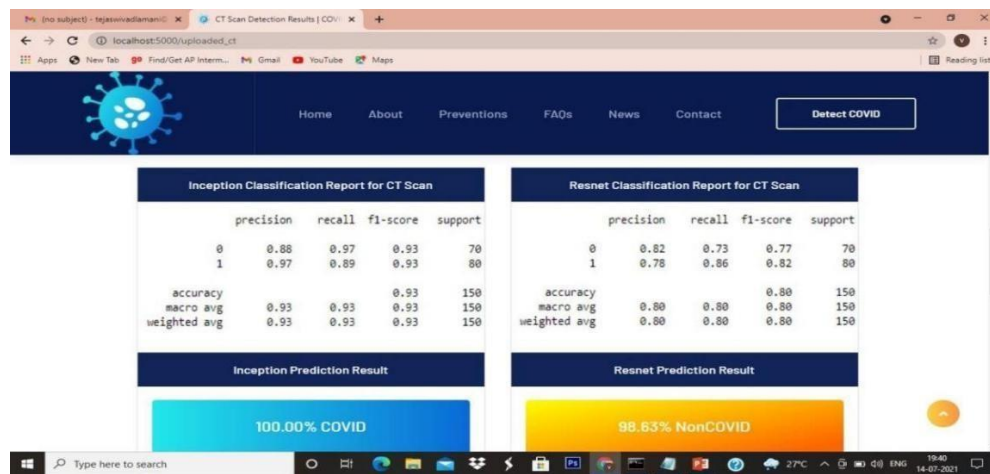 (no subject) - tejaswivadlamani
CT Scan Detection Results | COVI
localhost:5000/uploaded_ct
Apps New Tab Find/Get AP Interm... Gmail YouTube Maps Reading list
Home About Preventions FAQs News Contact Detect COVID
Inception Classification Report for CT Scan
precision recall f1-score support
0 0.88 0.97 0.93 70
1 0.97 0.89 0.93 80
accuracy 0.93 150
macro avg 0.93 0.93 0.93 150
weighted avg 0.93 0.93 0.93 150
Inception Prediction Result
100.00% COVID
Resnet Classification Report for CT Scan
precision recall f1-score support
0 0.82 0.73 0.77 70
1 0.78 0.86 0.82 80
accuracy 0.80 150
macro avg 0.80 0.80 0.80 150
weighted avg 0.80 0.80 0.80 150
Resnet Prediction Result
98.63% NonCOVID
Type here to search
27°C ENG
19:40
14-07-2021